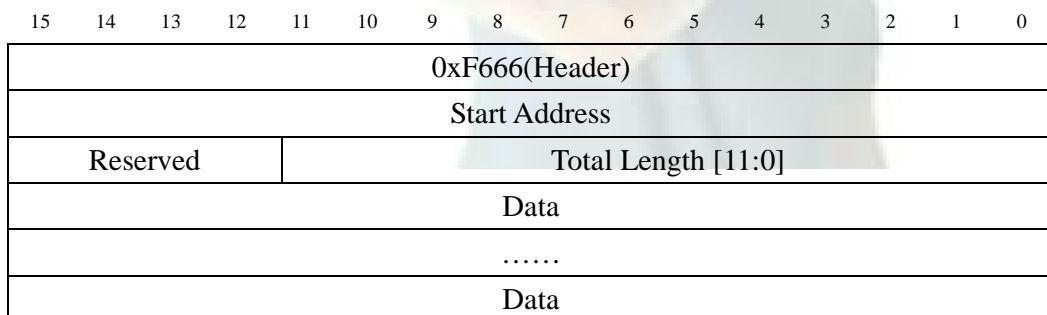 15 14 13 12 11 10 9 8 7 6 5 4 3 2 1 0
0xF666(Header)
Start Address
Reserved Total Length [11:0]
Data
……
Data